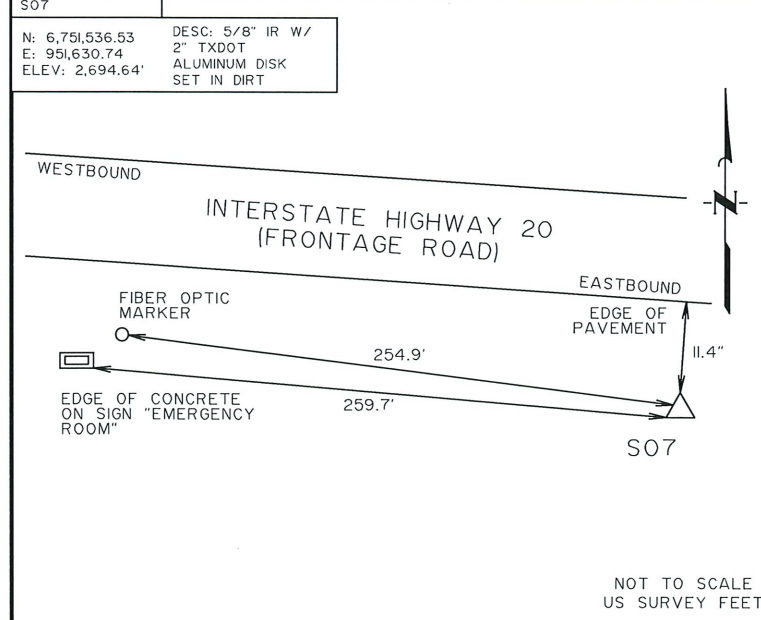 S07
N: 6,751,536.53
E: 951,630.74
ELEV: 2,694.64'
DESC: 5/8" IR W/
2" TXDOT
ALUMINUM DISK
SET IN DIRT
WESTBOUND
INTERSTATE HIGHWAY 20
(FRONTAGE ROAD)
N
EASTBOUND
EDGE OF
PAVEMENT
FIBER OPTIC
MARKER
254.9'
11.4"
EDGE OF CONCRETE
ON SIGN "EMERGENCY
ROOM"
259.7'
S07
NOT TO SCALE
US SURVEY FEET